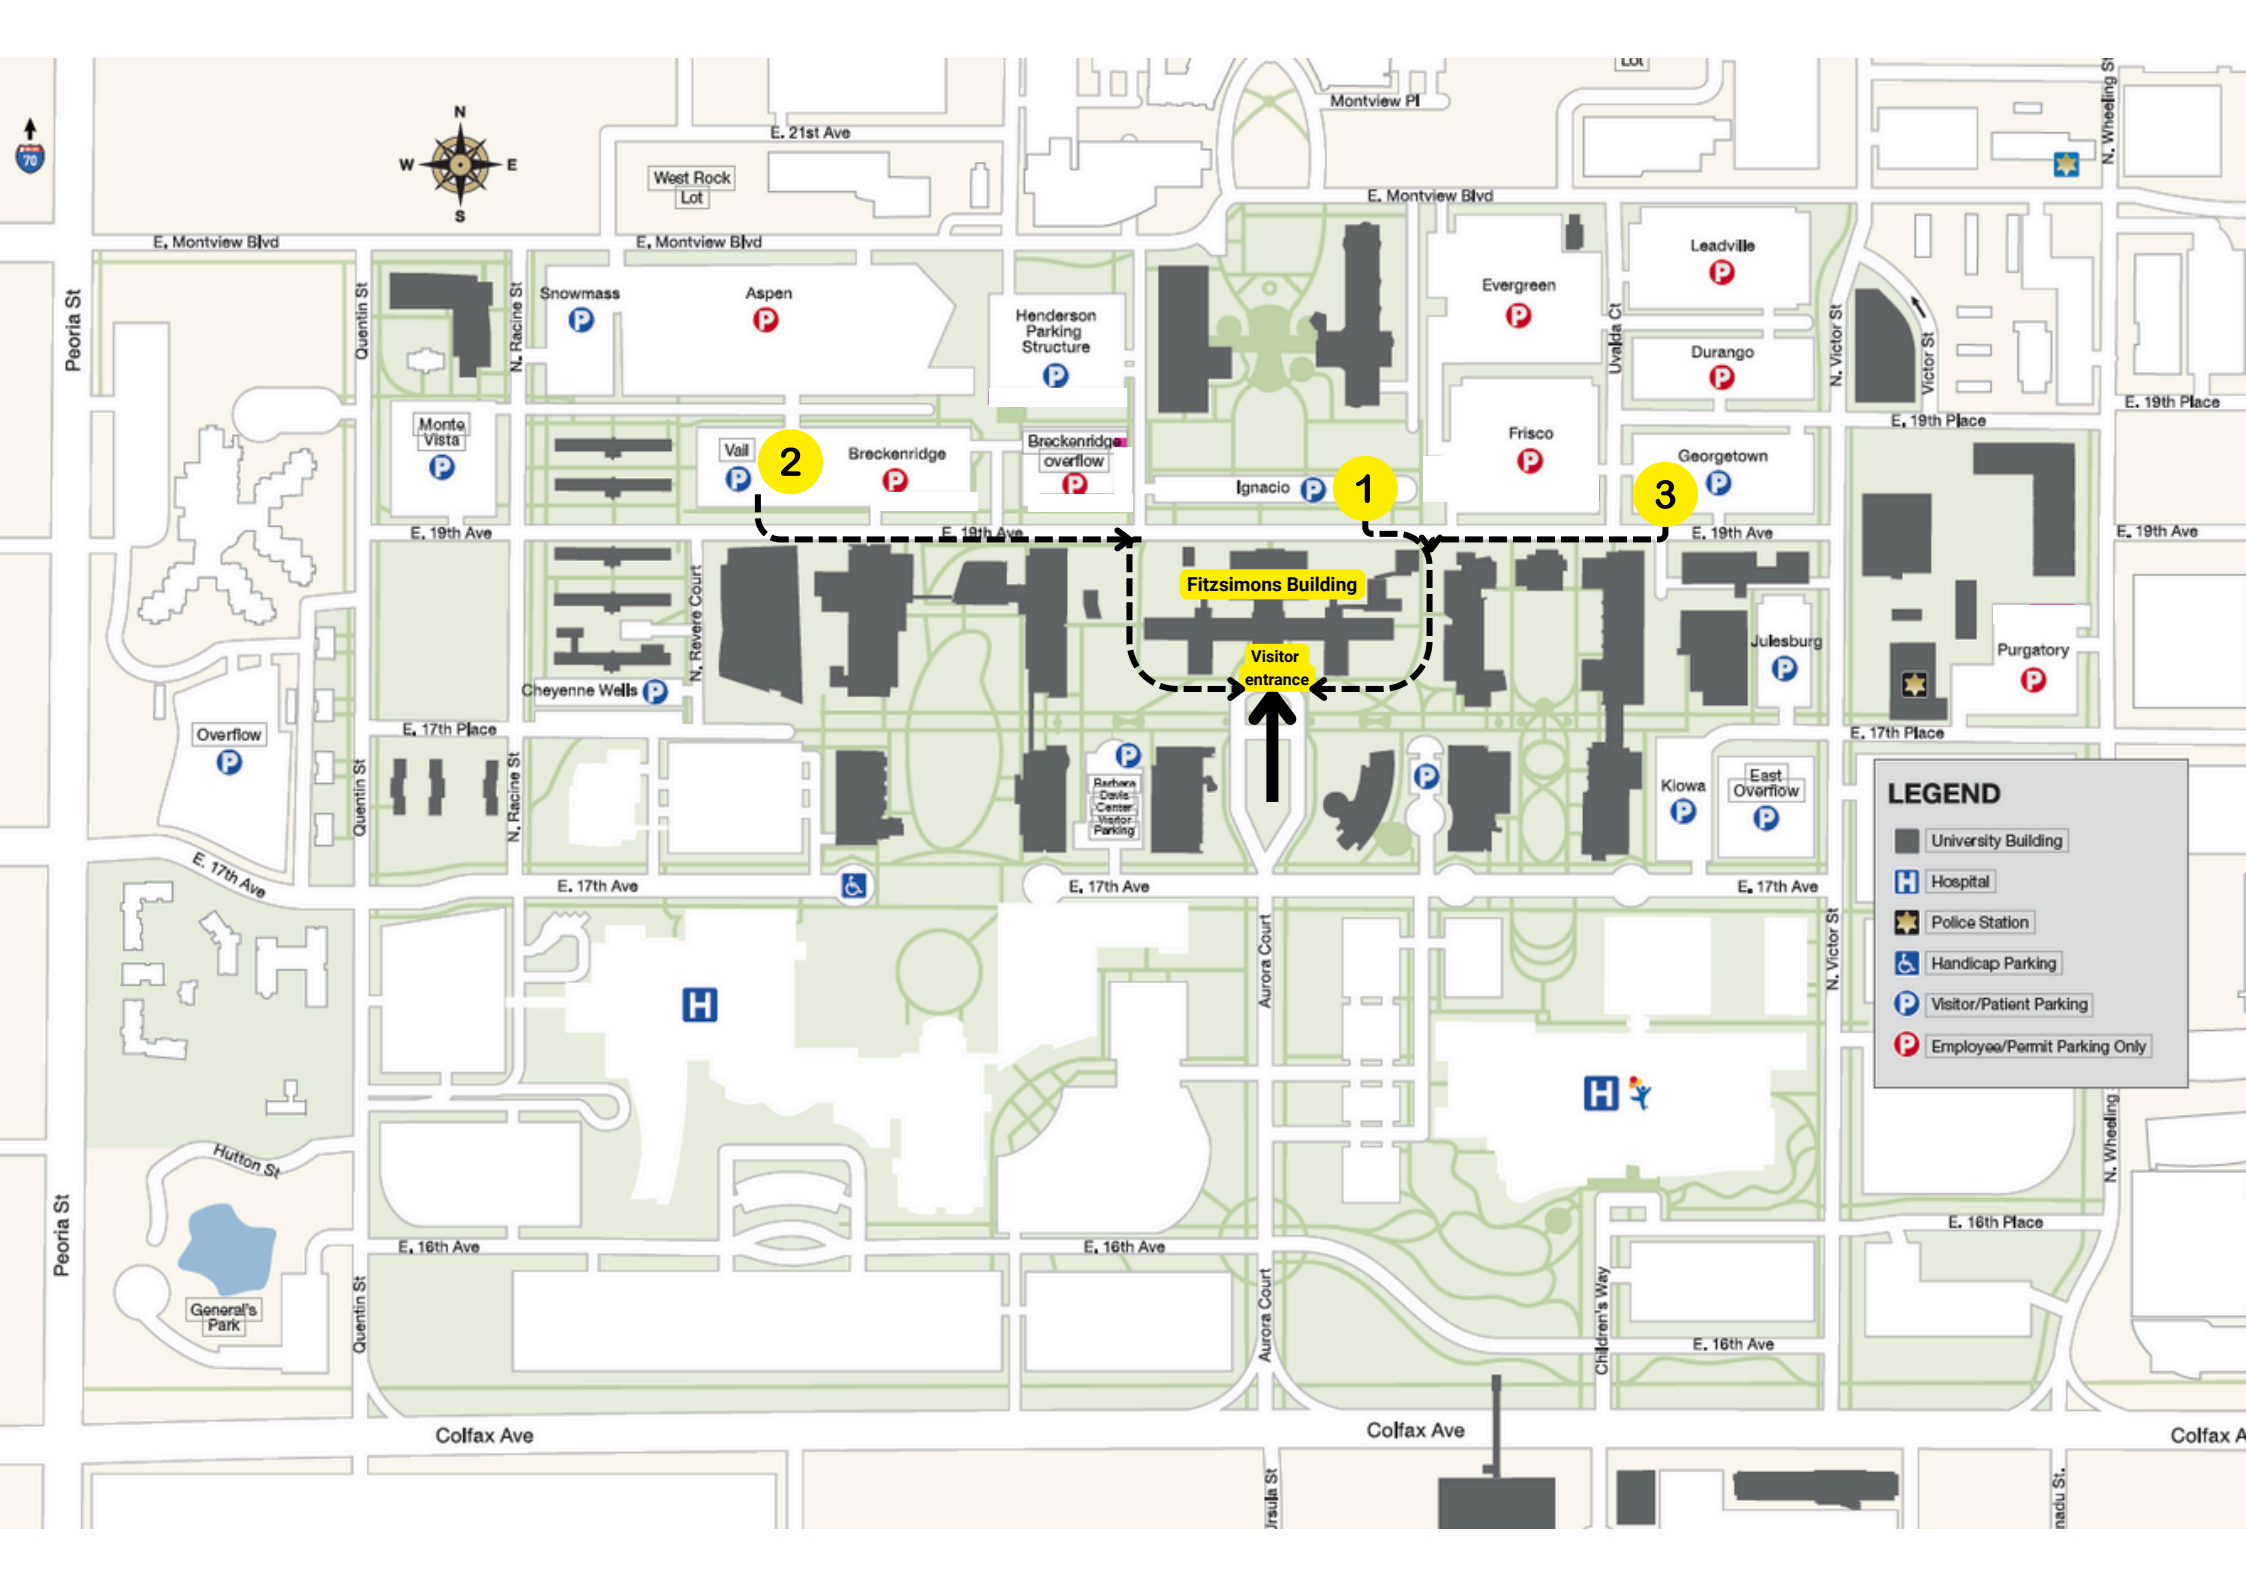 Lot
Montview Pl
N. Wheeling St
N
W
E
S
70
E. 21st Ave
West Rock
Lot
E. Montview Blvd
E. Montview Blvd
E. Montview Blvd
Peoria St
Quentin St
N. Racine St
Snowmass
P
Aspen
P
Henderson
Parking
Structure
P
Evergreen
P
Uvalda Ct
Leadville
P
Durango
P
N. Victor St
Victor St
E. 19th Place
E. 19th Place
Monte
Vista
P
Vail
P
2
Breckenridge
P
Breckenridge
overflow
P
Ignacio P
1
Frisco
P
3
Georgetown
P
E. 19th Ave
E. 19th Ave
E. 19th Ave
E. 19th Ave
Fitzsimons Building
Visitor
entrance
N. Revere Court
Cheyenne Wells P
Julesburg
P
Purgatory
P
Overflow
P
E. 17th Place
E. 17th Place
Quentin St
N. Racine St
P
Barbara
Davis
Center
Visitor
Parking
P
Kiowa
P
East
Overflow
P
LEGEND
University Building
H Hospital
Police Station
Handicap Parking
P Visitor/Patient Parking
P Employee/Permit Parking Only
E. 17th Ave
E. 17th Ave
E. 17th Ave
E. 17th Ave
Aurora Court
N. Victor St
H
H
N. Wheeling
Hutton St
Peoria St
General's
Park
Quentin St
E. 16th Ave
E. 16th Ave
Aurora Court
E. 16th Place
Children's Way
E. 16th Ave
Colfax Ave
Colfax Ave
Colfax A
Ursula St
nadu St.